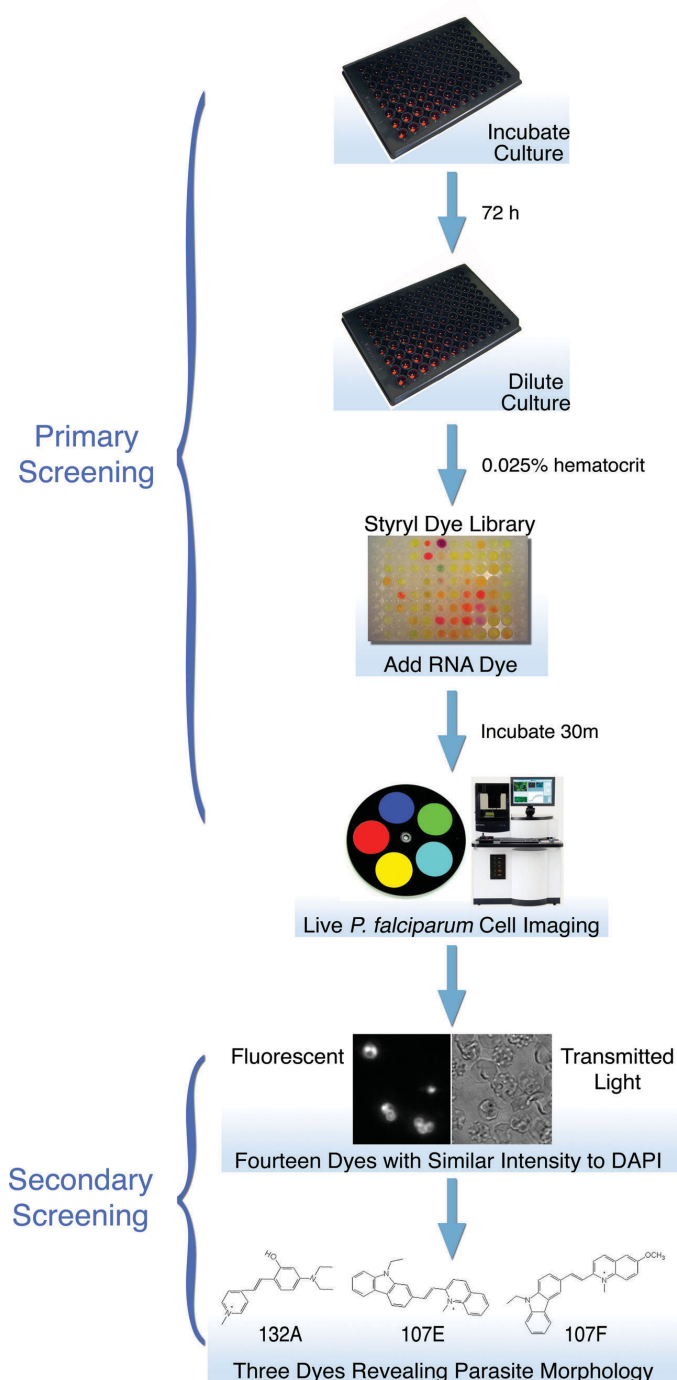 Incubate
Culture
72 h
Dilute
Culture
Primary
Screening
0.025% hematocrit
Styryl Dye Library
Add RNA Dye
Incubate 30m
Live P. falciparum Cell Imaging
Fluorescent
Transmitted
Light
Fourteen Dyes with Similar Intensity to DAPI
Secondary
Screening
HO
N
N
+
N
N
+
OCH3
N
+
N
132A
107E
107F
Three Dyes Revealing Parasite Morphology